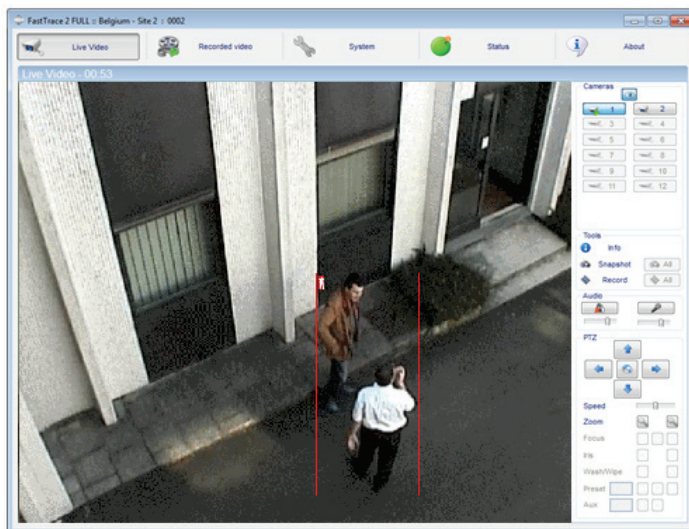 FastTrace 2 FULL :: Belgium - Site 2 : 0002
Live Video
Recorded video
System
Status
About
Live Video - 00:53
Cameras
1
2
3
4
5
6
7
8
9
10
11
12
Tools
Info
Snapshot
All
Record
All
Audio
PTZ
Speed
Zoom
Focus
Iris
Wash/Wipe
Preset
Aux